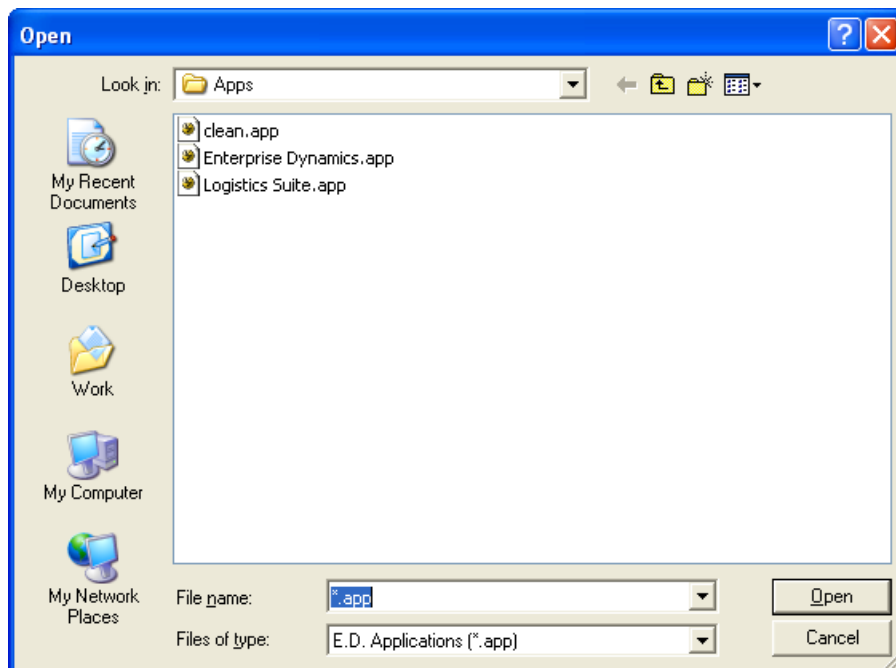 Open
Look in: Apps
clean.app
Enterprise Dynamics.app
Logistics Suite.app
My Recent
Documents
Desktop
Work
My Computer
My Network
Places
File name: *.app
Open
Files of type: E.D. Applications (*.app)
Cancel